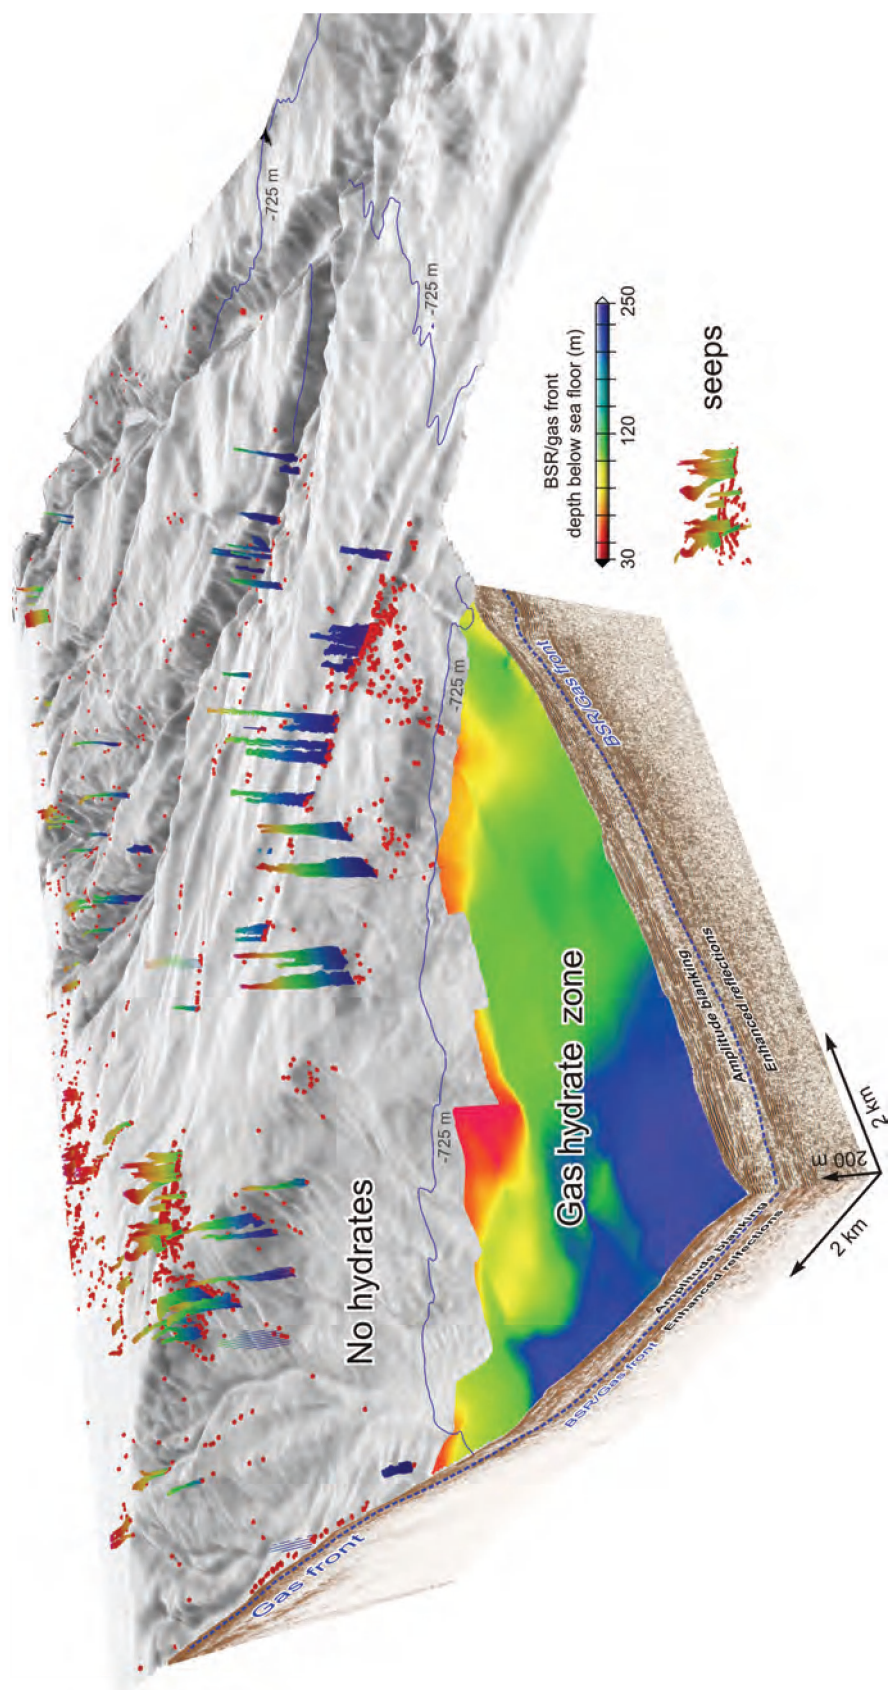 -725 m
-725 m
-725 m
-725 m
No hydrates
Gas hydrate zone
Gas front
BSR/Gas front
BSR/Gas front
Amplitude blanking
Enhanced reflections
Amplitude blanking
Enhanced reflections
2 km
200 m
2 km
BSR/gas front
depth below sea floor (m)
30
120
250
seeps